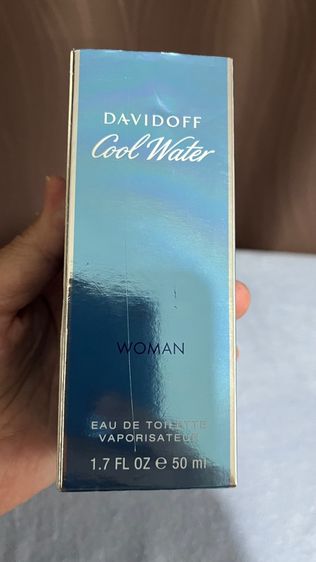 DAVIDOFF
Cool Water
WOMAN
EAU DE TOILETTE
VAPORISATEUR
1.7 FL OZ ℮ 50 ml